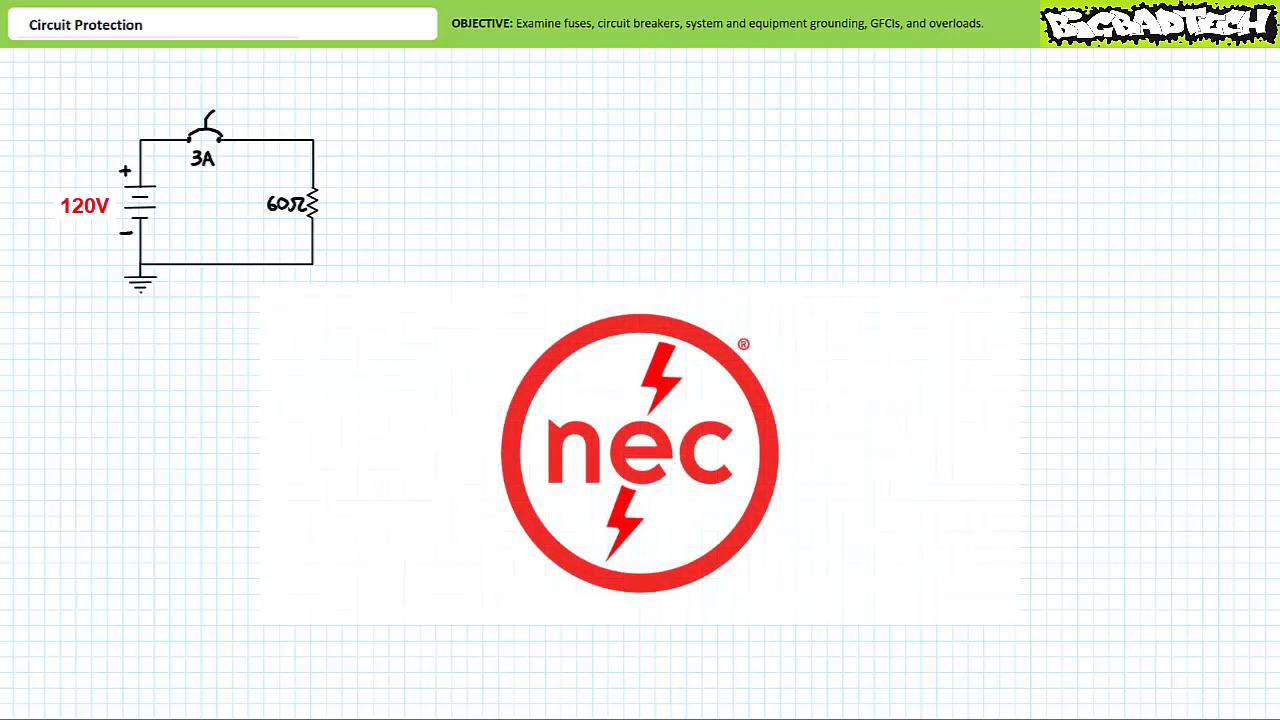 Circuit Protection
OBJECTIVE: Examine fuses, circuit breakers, system and equipment grounding, GFCIs, and overloads.
BIGBADTECH
3A
+
120V
60Ω
−
nec
®